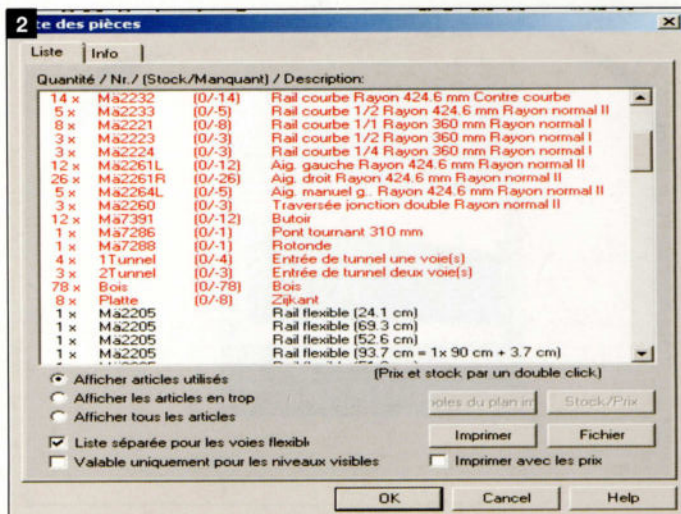 2
te des pièces
Liste Info
Quantité / Nr./ (Stock/Manquant) / Description:
14 x Mä2232 (0/-14) Rail courbe Rayon 424.6 mm Contre courbe
5 x Mä2233 (0/-5) Rail courbe 1/2 Rayon 424.6 mm Rayon normal II
8 x Mä2221 (0/-8) Rail courbe 1/1 Rayon 360 mm Rayon normal I
3 x Mä2223 (0/-3) Rail courbe 1/2 Rayon 360 mm Rayon normal I
3 x Mä2224 (0/-3) Rail courbe 1/4 Rayon 360 mm Rayon normal I
12 x Mä2261L (0/-12) Aig. gauche Rayon 424.6 mm Rayon normal II
26 x Mä2261R (0/-26) Aig. droit Rayon 424.6 mm Rayon normal II
5 x Mä2264L (0/-5) Aig. manuel g.. Rayon 424.6 mm Rayon normal II
3 x Mä2260 (0/-3) Traversée jonction double Rayon normal II
12 x Mä7391 (0/-12) Butoir
1 x Mä7286 (0/-1) Pont tournant 310 mm
1 x Mä7288 (0/-1) Rotonde
4 x 1Tunnel (0/-4) Entrée de tunnel une voie(s)
3 x 2Tunnel (0/-3) Entrée de tunnel deux voie(s)
78 x Bois (0/-78) Bois
8 x Platte (0/-8) Zijkant
1 x Mä2205 Rail flexible (24.1 cm)
1 x Mä2205 Rail flexible (69.3 cm)
1 x Mä2205 Rail flexible (52.6 cm)
1 x Mä2205 Rail flexible (93.7 cm = 1x 90 cm + 3.7 cm)
(Prix et stock par un double click)
Afficher articles utilisés
Afficher les articles en trop
Afficher tous les articles
Liste séparée pour les voies flexibl
Valable uniquement pour les niveaux visibles
oles du plan im Stock/Prix
Imprimer Fichier
Imprimer avec les prix
OK Cancel Help